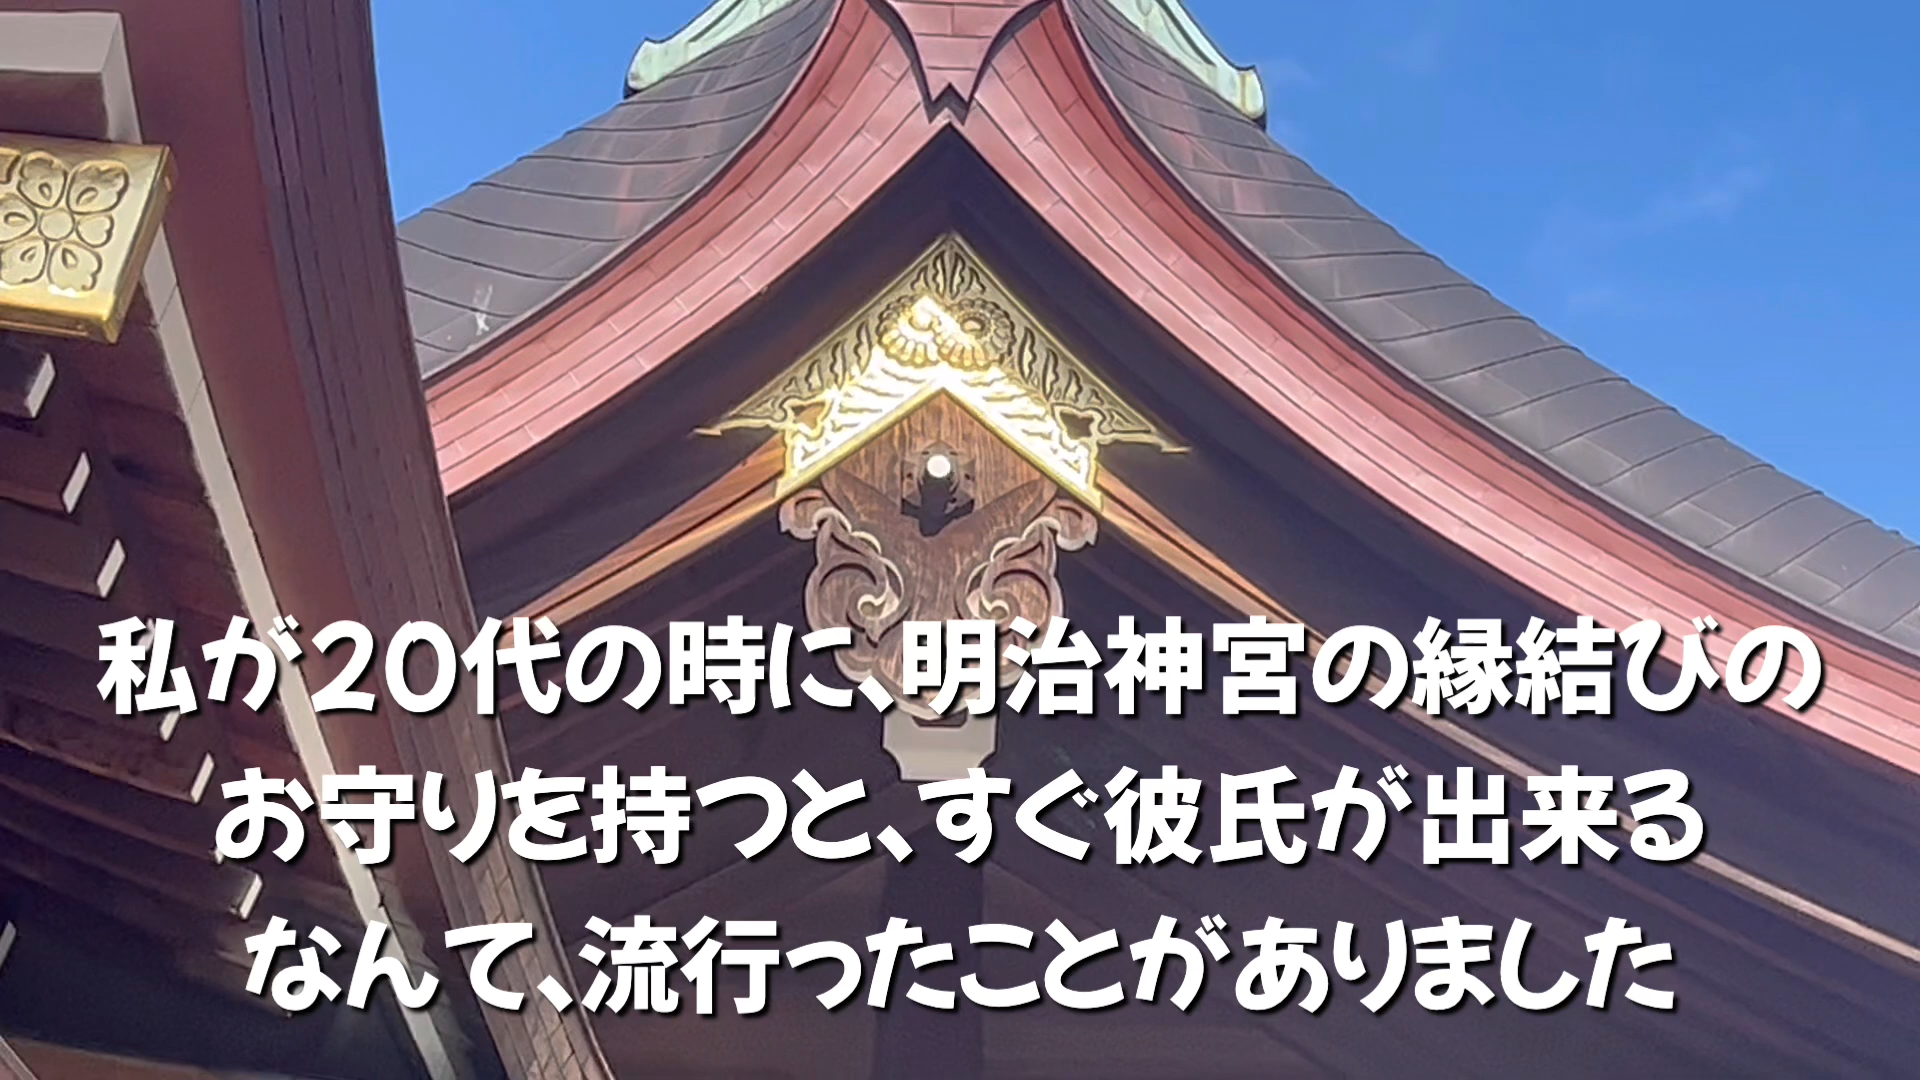 私が20代の時に、明治神宮の縁結びの
お守りを持つと、すぐ彼氏が出来る
なんて、流行ったことがありました